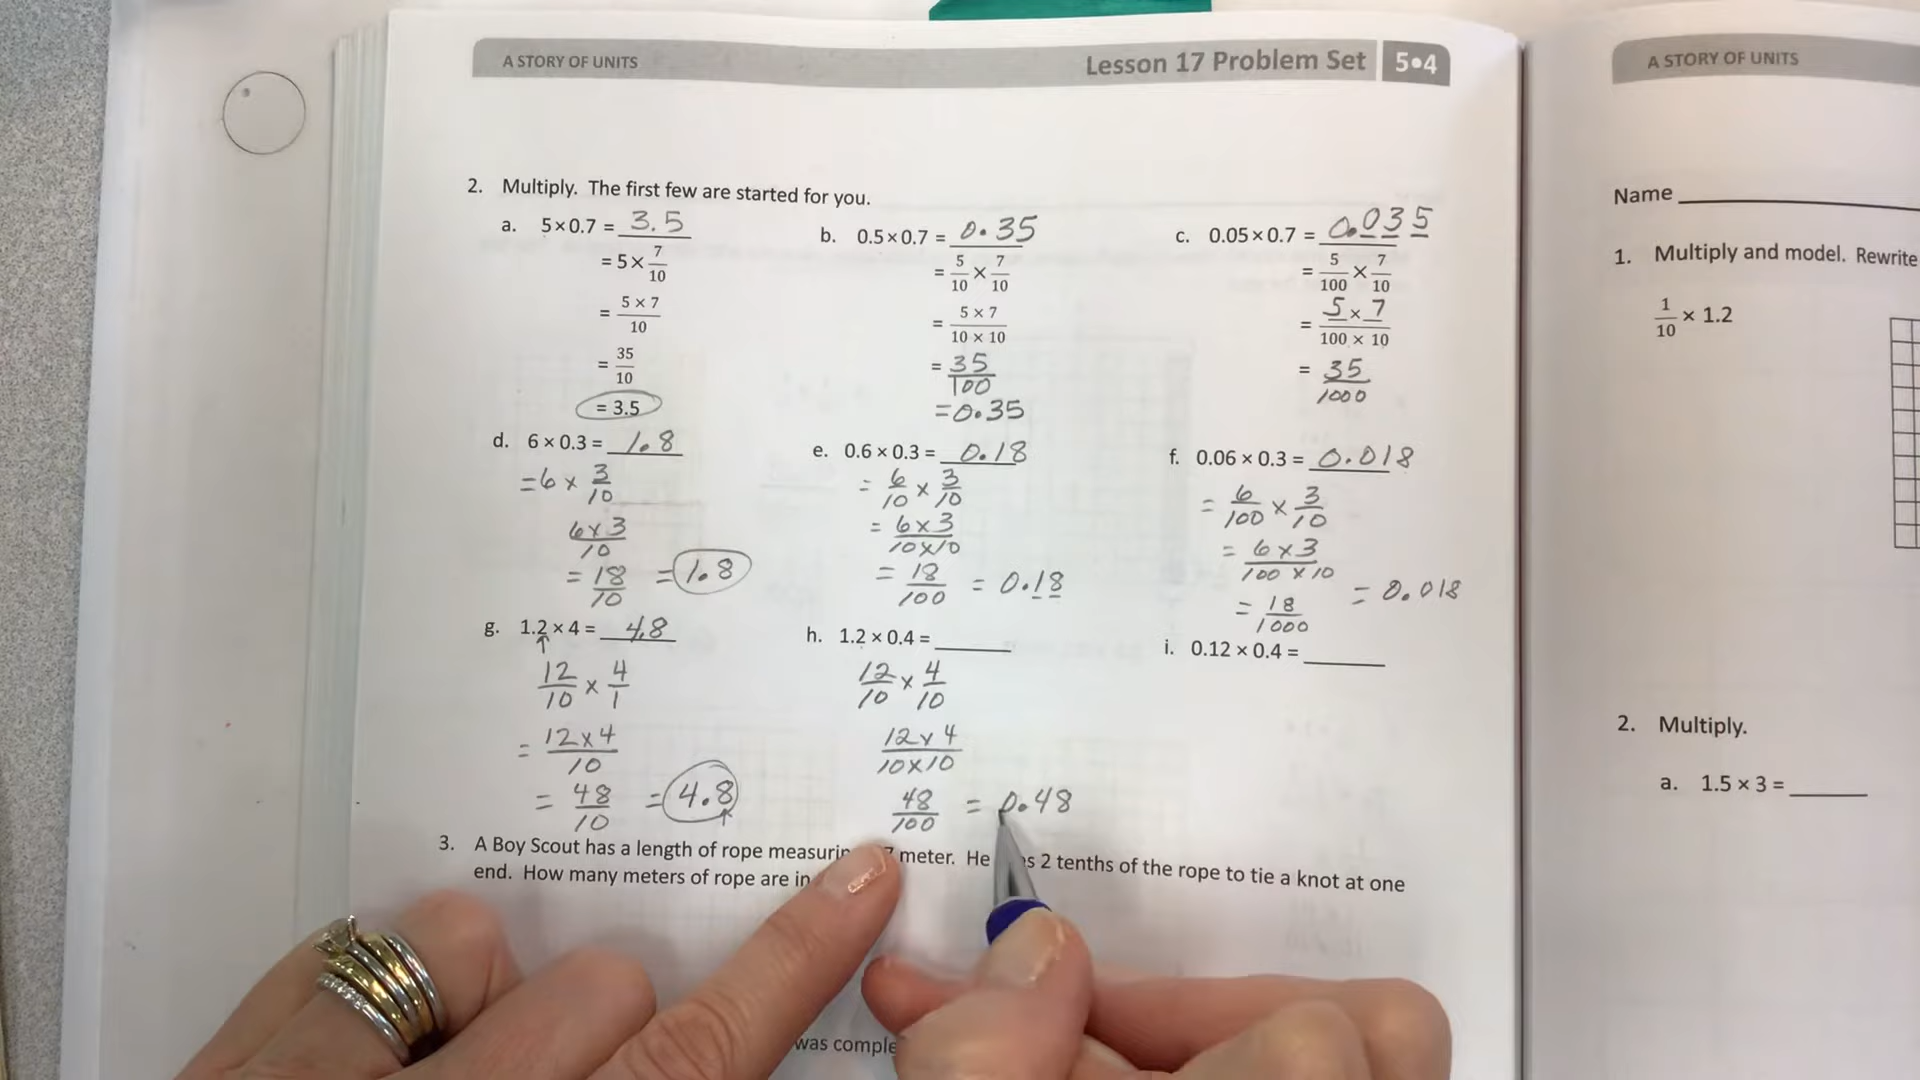 A STORY OF UNITS
Lesson 17 Problem Set 5•4
2. Multiply. The first few are started for you.
a. 5 × 0.7 = 3.5
= 5 × 7/10
= 5 × 7/10
= 35/10
= 3.5
b. 0.5 × 0.7 = 0.35
= 5/10 × 7/10
= 5 × 7/10 × 10
= 35/100
= 0.35
c. 0.05 × 0.7 = 0.035
= 5/100 × 7/10
= 5 × 7/100 × 10
= 35/1000
d. 6 × 0.3 = 1.8
= 6 × 3/10
6 × 3/10
= 18/10 = 1.8
e. 0.6 × 0.3 = 0.18
= 6/10 × 3/10
= 6 × 3/10 × 10
= 18/100 = 0.18
f. 0.06 × 0.3 = 0.018
= 6/100 × 3/10
= 6 × 3/100 × 10
= 18/1000 = 0.018
g. 1.2 × 4 = 4.8
12/10 × 4/1
= 12 × 4/10
= 48/10 = 4.8
h. 1.2 × 0.4 =
12/10 × 4/10
12 × 4/10 × 10
48/100 = 0.48
i. 0.12 × 0.4 =
3. A Boy Scout has a length of rope measuring meter. He 2 tenths of the rope to tie a knot at one
end. How many meters of rope are in
was
A STORY OF UNITS
Name
1. Multiply and model. Rewrite
1/10 × 1.2
2. Multiply.
a. 1.5 × 3 =